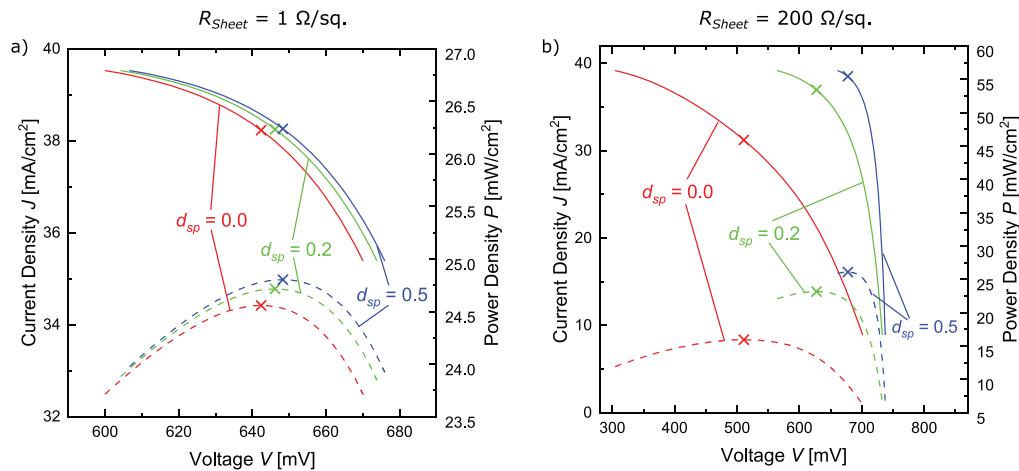 R_Sheet = 1 Ω/sq.
R_Sheet = 200 Ω/sq.
a)
40
38
36
34
32
Current Density J [mA/cm²]
600
620
640
660
680
Voltage V [mV]
27.0
26.5
26.0
25.5
25.0
24.5
24.0
23.5
Power Density P [mW/cm²]
d_sp = 0.0
d_sp = 0.2
d_sp = 0.5
b)
40
30
20
10
0
Current Density J [mA/cm²]
300
400
500
600
700
800
Voltage V [mV]
60
55
50
45
40
35
30
25
20
15
10
5
Power Density P [mW/cm²]
d_sp = 0.0
d_sp = 0.2
d_sp = 0.5